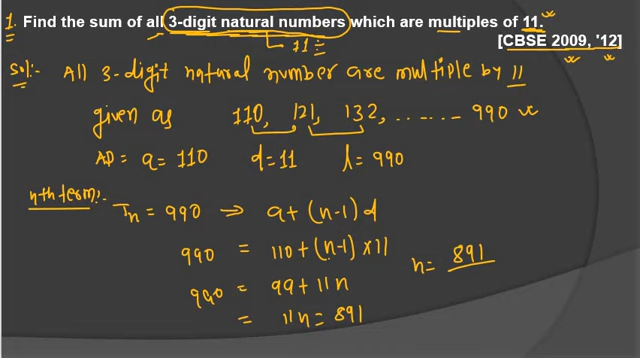 1. Find the sum of all 3-digit natural numbers which are multiples of 11.
11 ÷
[CBSE 2009, '12]
Sol:- All 3-digit natural number are multiple by 11
given as 110, 121, 132, ....... 990
AP = a = 110 d = 11 l = 990
nth term:-
Tn = 990 ⇒ a + (n-1) d
990 = 110 + (n-1) × 11
n = 891
990 = 99 + 11n
= 11n = 891